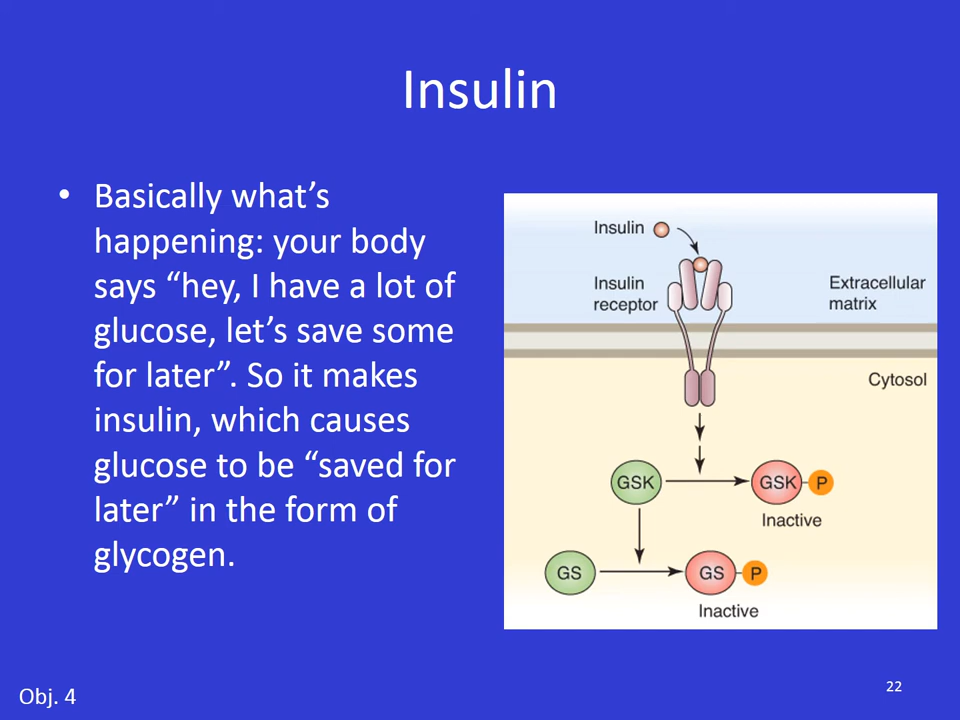 Insulin
• Basically what’s
happening: your body
says “hey, I have a lot of
glucose, let’s save some
for later”. So it makes
insulin, which causes
glucose to be “saved for
later” in the form of
glycogen.
Insulin
Insulin
receptor
Extracellular
matrix
Cytosol
GSK
GSK
P
Inactive
GS
GS
P
Inactive
Obj. 4
22